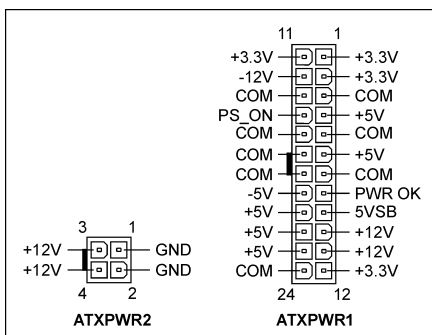 11 1
+3.3V +3.3V
-12V +3.3V
COM COM
PS_ON +5V
COM COM
COM +5V
COM COM
-5V PWR OK
+5V 5VSB
+5V +12V
+5V +12V
COM +3.3V
24 12
ATXPWR1
3 1
+12V GND
+12V GND
4 2
ATXPWR2